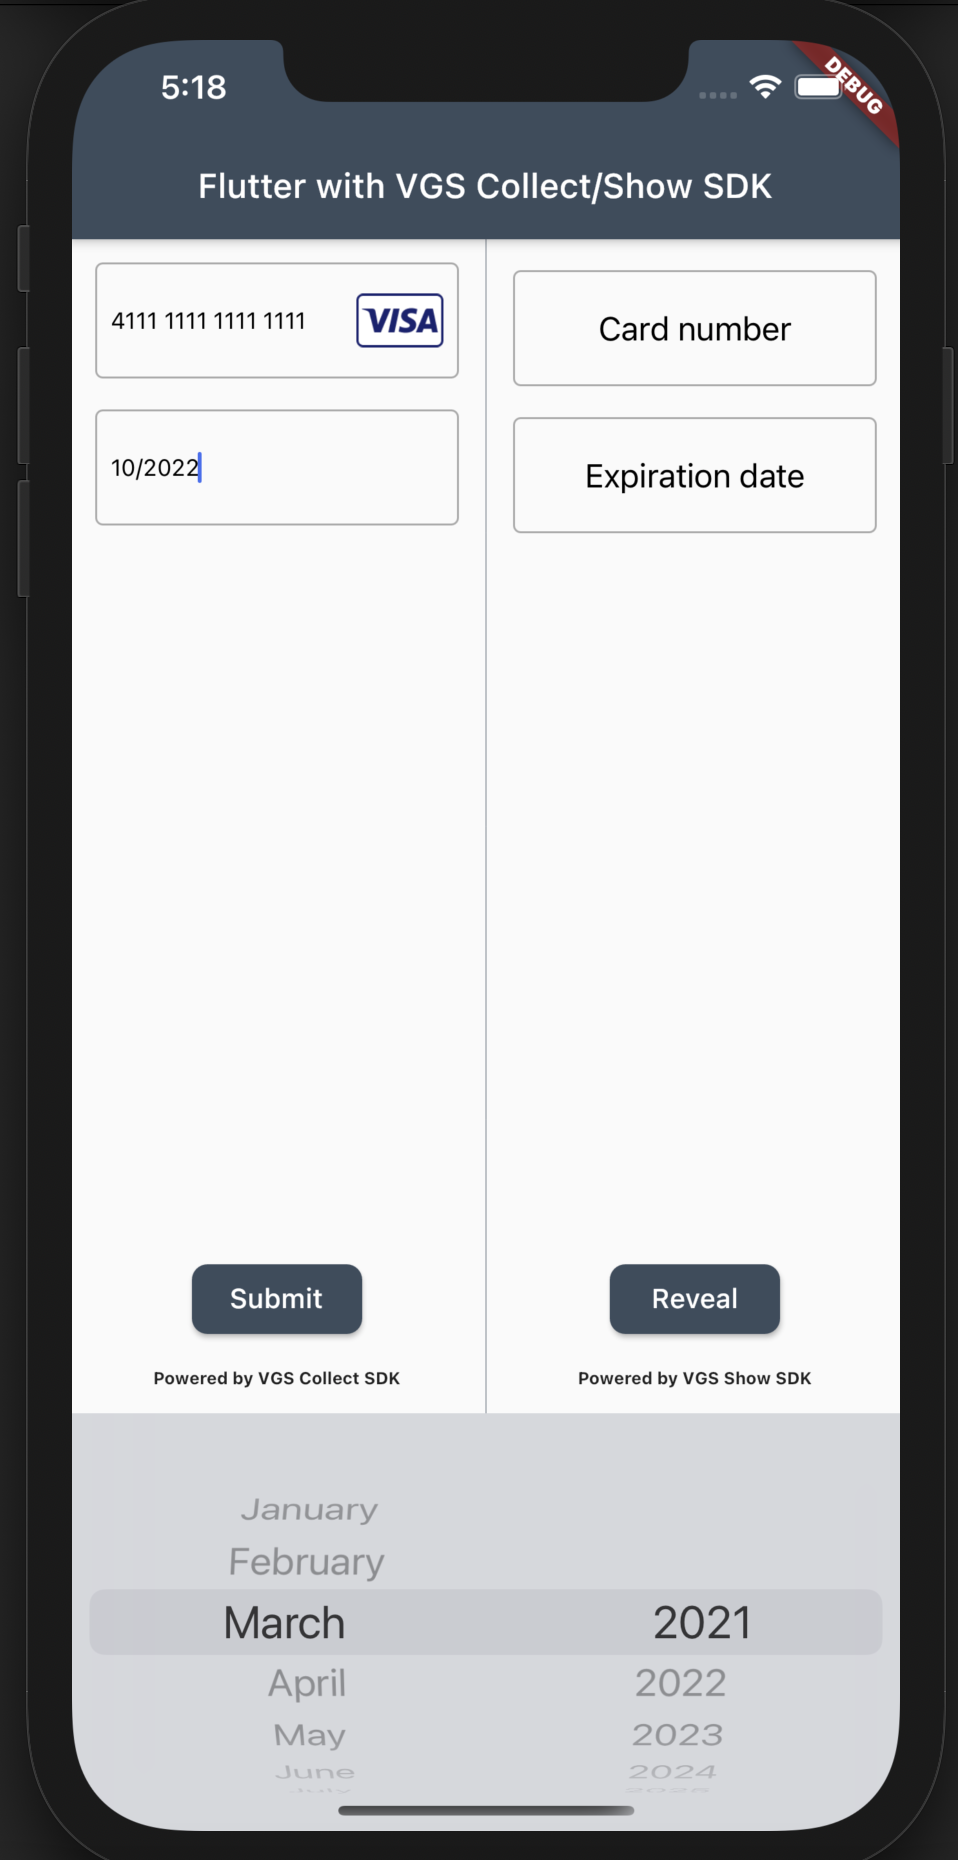 5:18
DEBUG
Flutter with VGS Collect/Show SDK
4111 1111 1111 1111
VISA
10/2022
Card number
Expiration date
Submit
Reveal
Powered by VGS Collect SDK
Powered by VGS Show SDK
January
February
March 2021
April 2022
May 2023
June 2024
July 2025